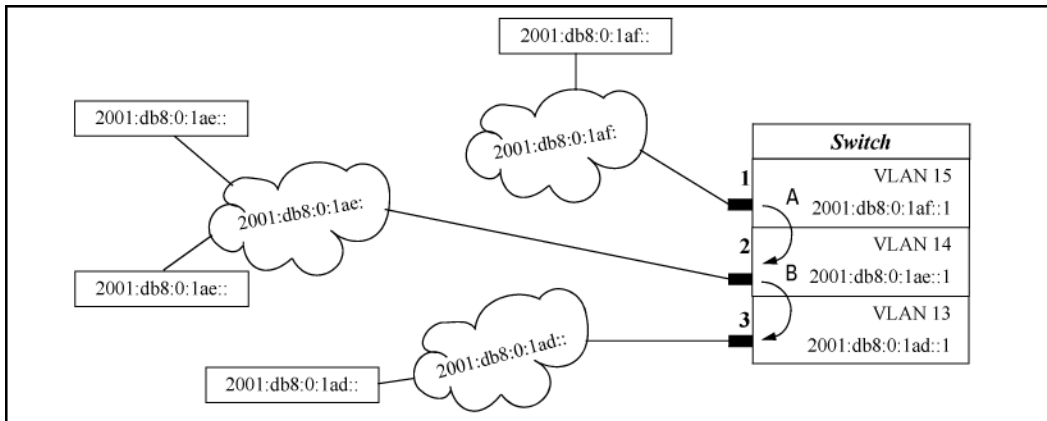 2001:db8:0:1af::
2001:db8:0:1ae::
2001:db8:0:1af:
Switch
1
VLAN 15
A
2001:db8:0:1af::1
2001:db8:0:1ae:
2
VLAN 14
B
2001:db8:0:1ae::1
2001:db8:0:1ae::
3
VLAN 13
2001:db8:0:1ad::1
2001:db8:0:1ad::
2001:db8:0:1ad::